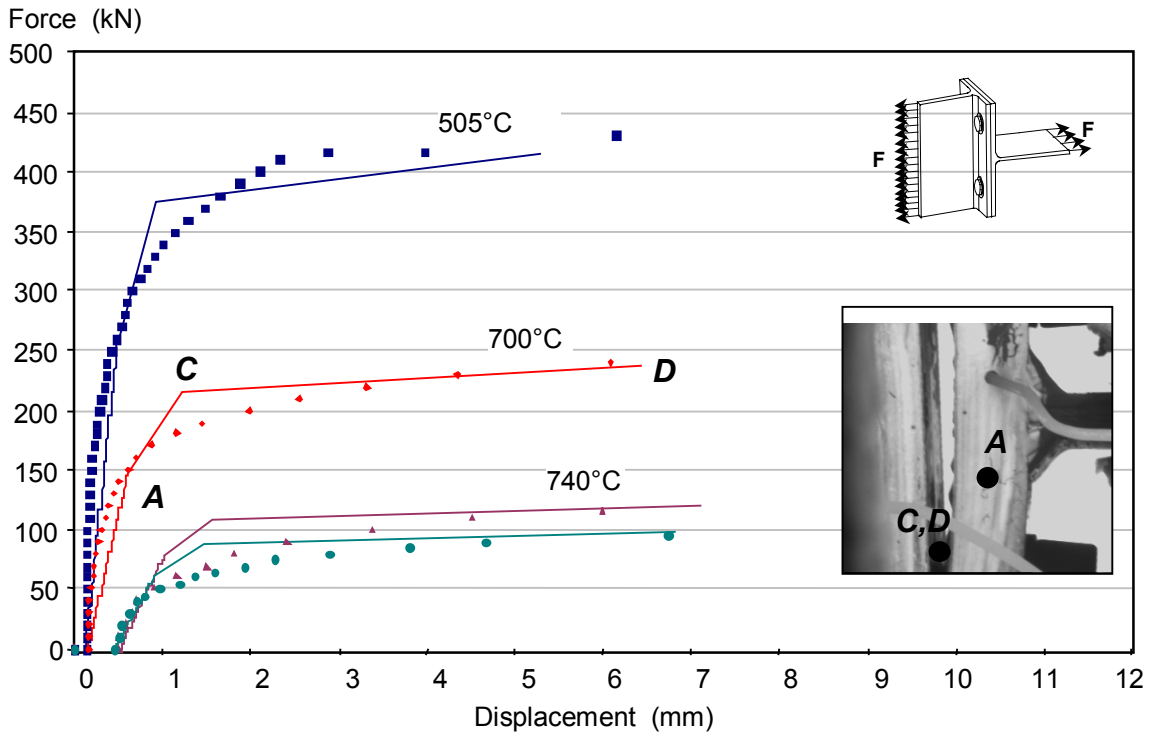 Force (kN)
500
450
400
350
300
250
200
150
100
50
0
505°C
F
F
700°C
C
D
A
740°C
A
C,D
0 1 2 3 4 5 6 7 8 9 10 11 12
Displacement (mm)